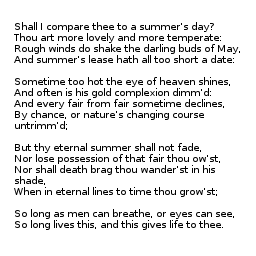 Shall I compare thee to a summer's day?
Thou art more lovely and more temperate:
Rough winds do shake the darling buds of May,
And summer's lease hath all too short a date:
Sometime too hot the eye of heaven shines,
And often is his gold complexion dimm'd:
And every fair from fair sometime declines,
By chance, or nature's changing course
untrimm'd;
But thy eternal summer shall not fade,
Nor lose possession of that fair thou ow'st,
Nor shall death brag thou wander'st in his
shade,
When in eternal lines to time thou grow'st;
So long as men can breathe, or eyes can see,
So long lives this, and this gives life to thee.